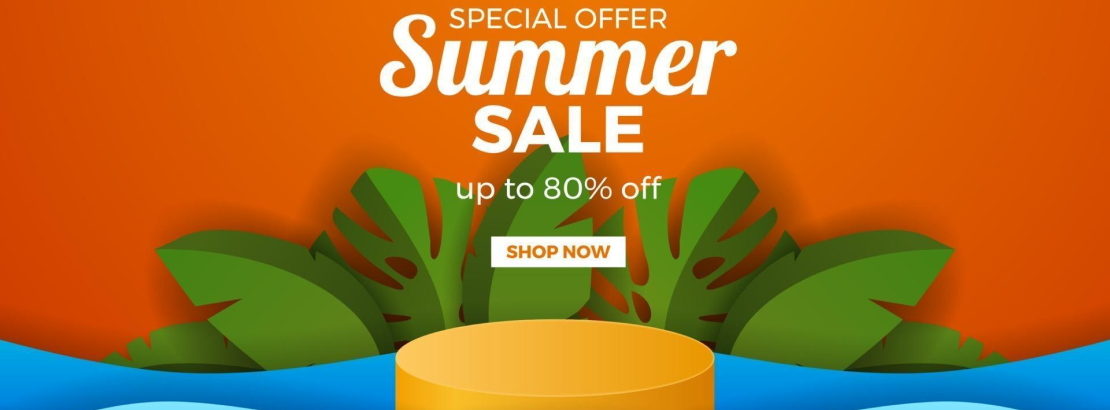 SPECIAL OFFER
Summer
SALE
up to 80% off
SHOP NOW